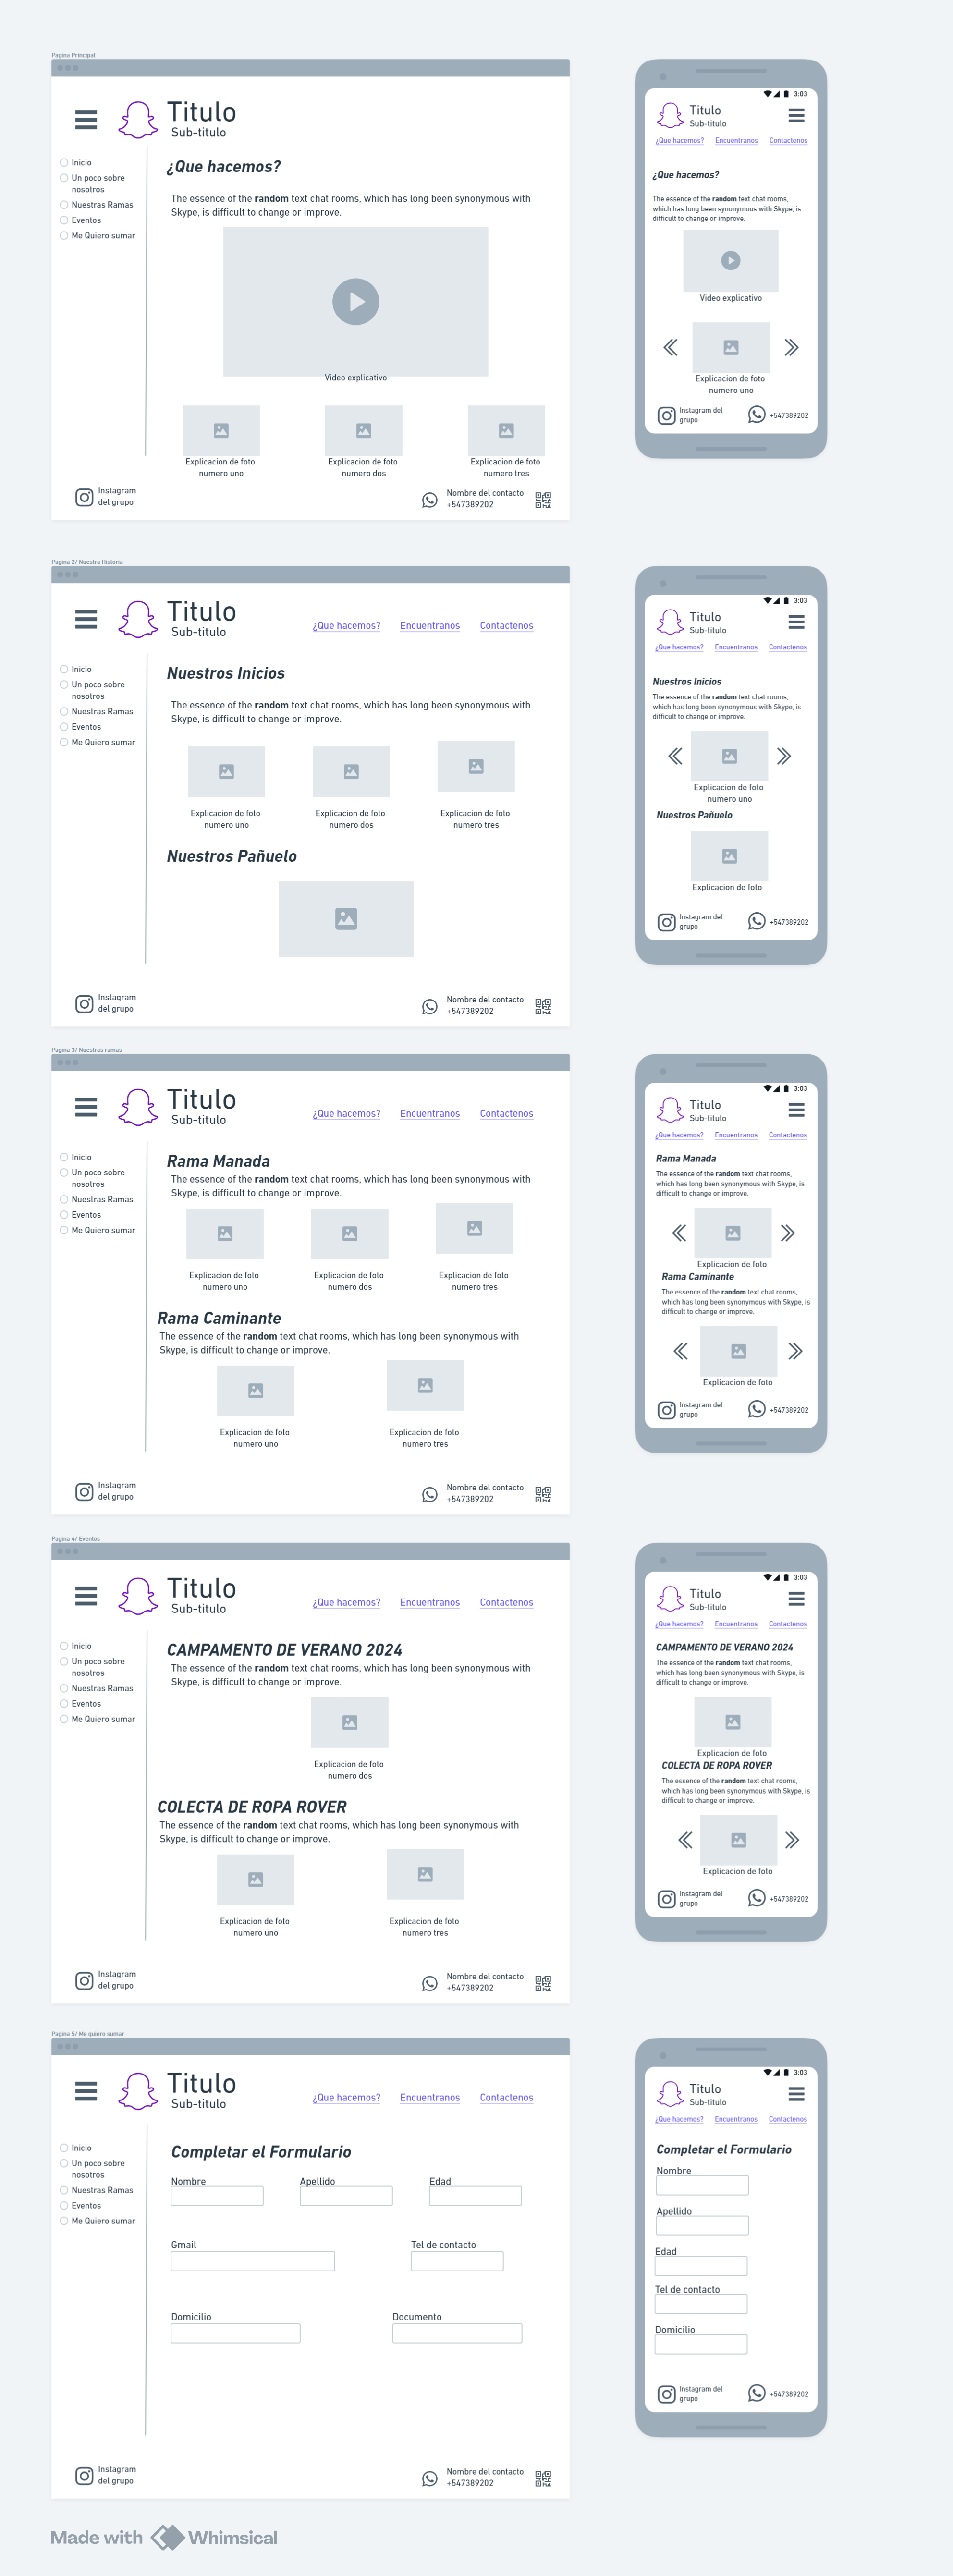 Pagina Principal
Titulo
Sub-titulo
Inicio
Un poco sobre
nosotros
Nuestras Ramas
Eventos
Me Quiero sumar
¿Que hacemos?
The essence of the random text chat rooms, which has long been synonymous with
Skype, is difficult to change or improve.
Video explicativo
Explicacion de foto
numero uno
Explicacion de foto
numero dos
Explicacion de foto
numero tres
Instagram
del grupo
Nombre del contacto
+547389202
3:03
Titulo
Sub-titulo
¿Que hacemos? Encuentranos Contactenos
¿Que hacemos?
The essence of the random text chat rooms,
which has long been synonymous with Skype, is
difficult to change or improve.
Video explicativo
Explicacion de foto
numero uno
Instagram del
grupo
+547389202
Pagina 2/ Nuestra Historia
Titulo
Sub-titulo
¿Que hacemos? Encuentranos Contactenos
Inicio
Un poco sobre
nosotros
Nuestras Ramas
Eventos
Me Quiero sumar
Nuestros Inicios
The essence of the random text chat rooms, which has long been synonymous with
Skype, is difficult to change or improve.
Explicacion de foto
numero uno
Explicacion de foto
numero dos
Explicacion de foto
numero tres
Nuestros Pañuelo
Instagram
del grupo
Nombre del contacto
+547389202
3:03
Titulo
Sub-titulo
¿Que hacemos? Encuentranos Contactenos
Nuestros Inicios
The essence of the random text chat rooms,
which has long been synonymous with Skype, is
difficult to change or improve.
Explicacion de foto
numero uno
Nuestros Pañuelo
Explicacion de foto
Instagram del
grupo
+547389202
Pagina 3/ Nuestras ramas
Titulo
Sub-titulo
¿Que hacemos? Encuentranos Contactenos
Inicio
Un poco sobre
nosotros
Nuestras Ramas
Eventos
Me Quiero sumar
Rama Manada
The essence of the random text chat rooms, which has long been synonymous with
Skype, is difficult to change or improve.
Explicacion de foto
numero uno
Explicacion de foto
numero dos
Explicacion de foto
numero tres
Rama Caminante
The essence of the random text chat rooms, which has long been synonymous with
Skype, is difficult to change or improve.
Explicacion de foto
numero uno
Explicacion de foto
numero tres
Instagram
del grupo
Nombre del contacto
+547389202
3:03
Titulo
Sub-titulo
¿Que hacemos? Encuentranos Contactenos
Rama Manada
The essence of the random text chat rooms,
which has long been synonymous with Skype, is
difficult to change or improve.
Explicacion de foto
Rama Caminante
The essence of the random text chat rooms,
which has long been synonymous with Skype, is
difficult to change or improve.
Explicacion de foto
Instagram del
grupo
+547389202
Pagina 4/ Eventos
Titulo
Sub-titulo
¿Que hacemos? Encuentranos Contactenos
Inicio
Un poco sobre
nosotros
Nuestras Ramas
Eventos
Me Quiero sumar
CAMPAMENTO DE VERANO 2024
The essence of the random text chat rooms, which has long been synonymous with
Skype, is difficult to change or improve.
Explicacion de foto
numero dos
COLECTA DE ROPA ROVER
The essence of the random text chat rooms, which has long been synonymous with
Skype, is difficult to change or improve.
Explicacion de foto
numero uno
Explicacion de foto
numero tres
Instagram
del grupo
Nombre del contacto
+547389202
3:03
Titulo
Sub-titulo
¿Que hacemos? Encuentranos Contactenos
CAMPAMENTO DE VERANO 2024
The essence of the random text chat rooms,
which has long been synonymous with Skype, is
difficult to change or improve.
Explicacion de foto
COLECTA DE ROPA ROVER
The essence of the random text chat rooms,
which has long been synonymous with Skype, is
difficult to change or improve.
Explicacion de foto
Instagram del
grupo
+547389202
Pagina 5/ Me quiero sumar
Titulo
Sub-titulo
¿Que hacemos? Encuentranos Contactenos
Inicio
Un poco sobre
nosotros
Nuestras Ramas
Eventos
Me Quiero sumar
Completar el Formulario
Nombre Apellido Edad
Gmail Tel de contacto
Domicilio Documento
Instagram
del grupo
Nombre del contacto
+547389202
3:03
Titulo
Sub-titulo
¿Que hacemos? Encuentranos Contactenos
Completar el Formulario
Nombre
Apellido
Edad
Tel de contacto
Domicilio
Instagram del
grupo
+547389202
Made with Whimsical